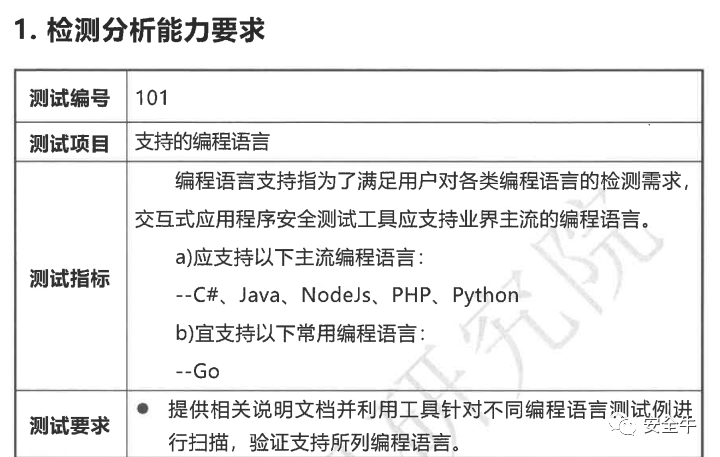 1. 检测分析能力要求
测试编号 101
测试项目 支持的编程语言
编程语言支持指为了满足用户对各类编程语言的检测需求，
交互式应用程序安全测试工具应支持业界主流的编程语言。
a)应支持以下主流编程语言：
测试指标
--C#、Java、NodeJs、PHP、Python
b)宜支持以下常用编程语言：
--Go
● 提供相关说明文档并利用工具针对不同编程语言测试例进
测试要求
行扫描，验证支持所列编程语言。
研究院
安全牛